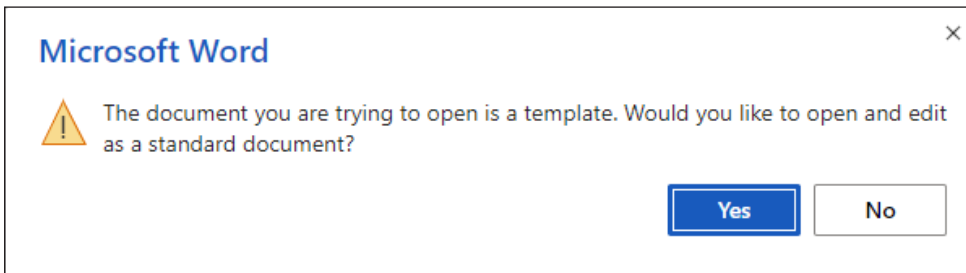 Microsoft Word
The document you are trying to open is a template. Would you like to open and edit
as a standard document?
Yes
No